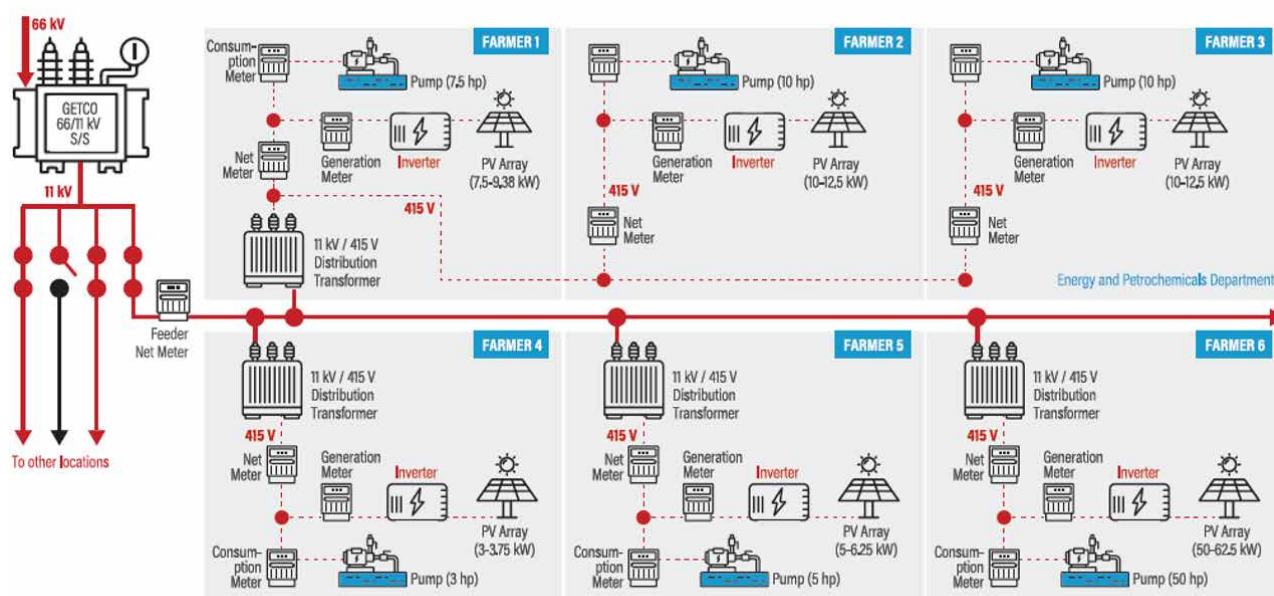 66 kV
GETCO
66/11 kV
S/S
11 kV
To other locations
Feeder
Net Meter
FARMER 1
Consum-
ption
Meter
Pump (7.5 hp)
Net
Meter
Generation
Meter
Inverter
PV Array
(7.5-9.38 kW)
415 V
11 kV / 415 V
Distribution
Transformer
FARMER 2
Pump (10 hp)
Generation
Meter
Inverter
PV Array
(10-12.5 kW)
415 V
Net
Meter
FARMER 3
Pump (10 hp)
Generation
Meter
Inverter
PV Array
(10-12.5 kW)
415 V
Net
Meter
Energy and Petrochemicals Department
FARMER 4
11 kV / 415 V
Distribution
Transformer
415 V
Net
Meter
Generation
Meter
Inverter
PV Array
(3-3.75 kW)
Consum-
ption
Meter
Pump (3 hp)
FARMER 5
11 kV / 415 V
Distribution
Transformer
415 V
Net
Meter
Generation
Meter
Inverter
PV Array
(5-6.25 kW)
Consum-
ption
Meter
Pump (5 hp)
FARMER 6
11 kV / 415 V
Distribution
Transformer
415 V
Net
Meter
Generation
Meter
Inverter
PV Array
(50-62.5 kW)
Consum-
ption
Meter
Pump (50 hp)